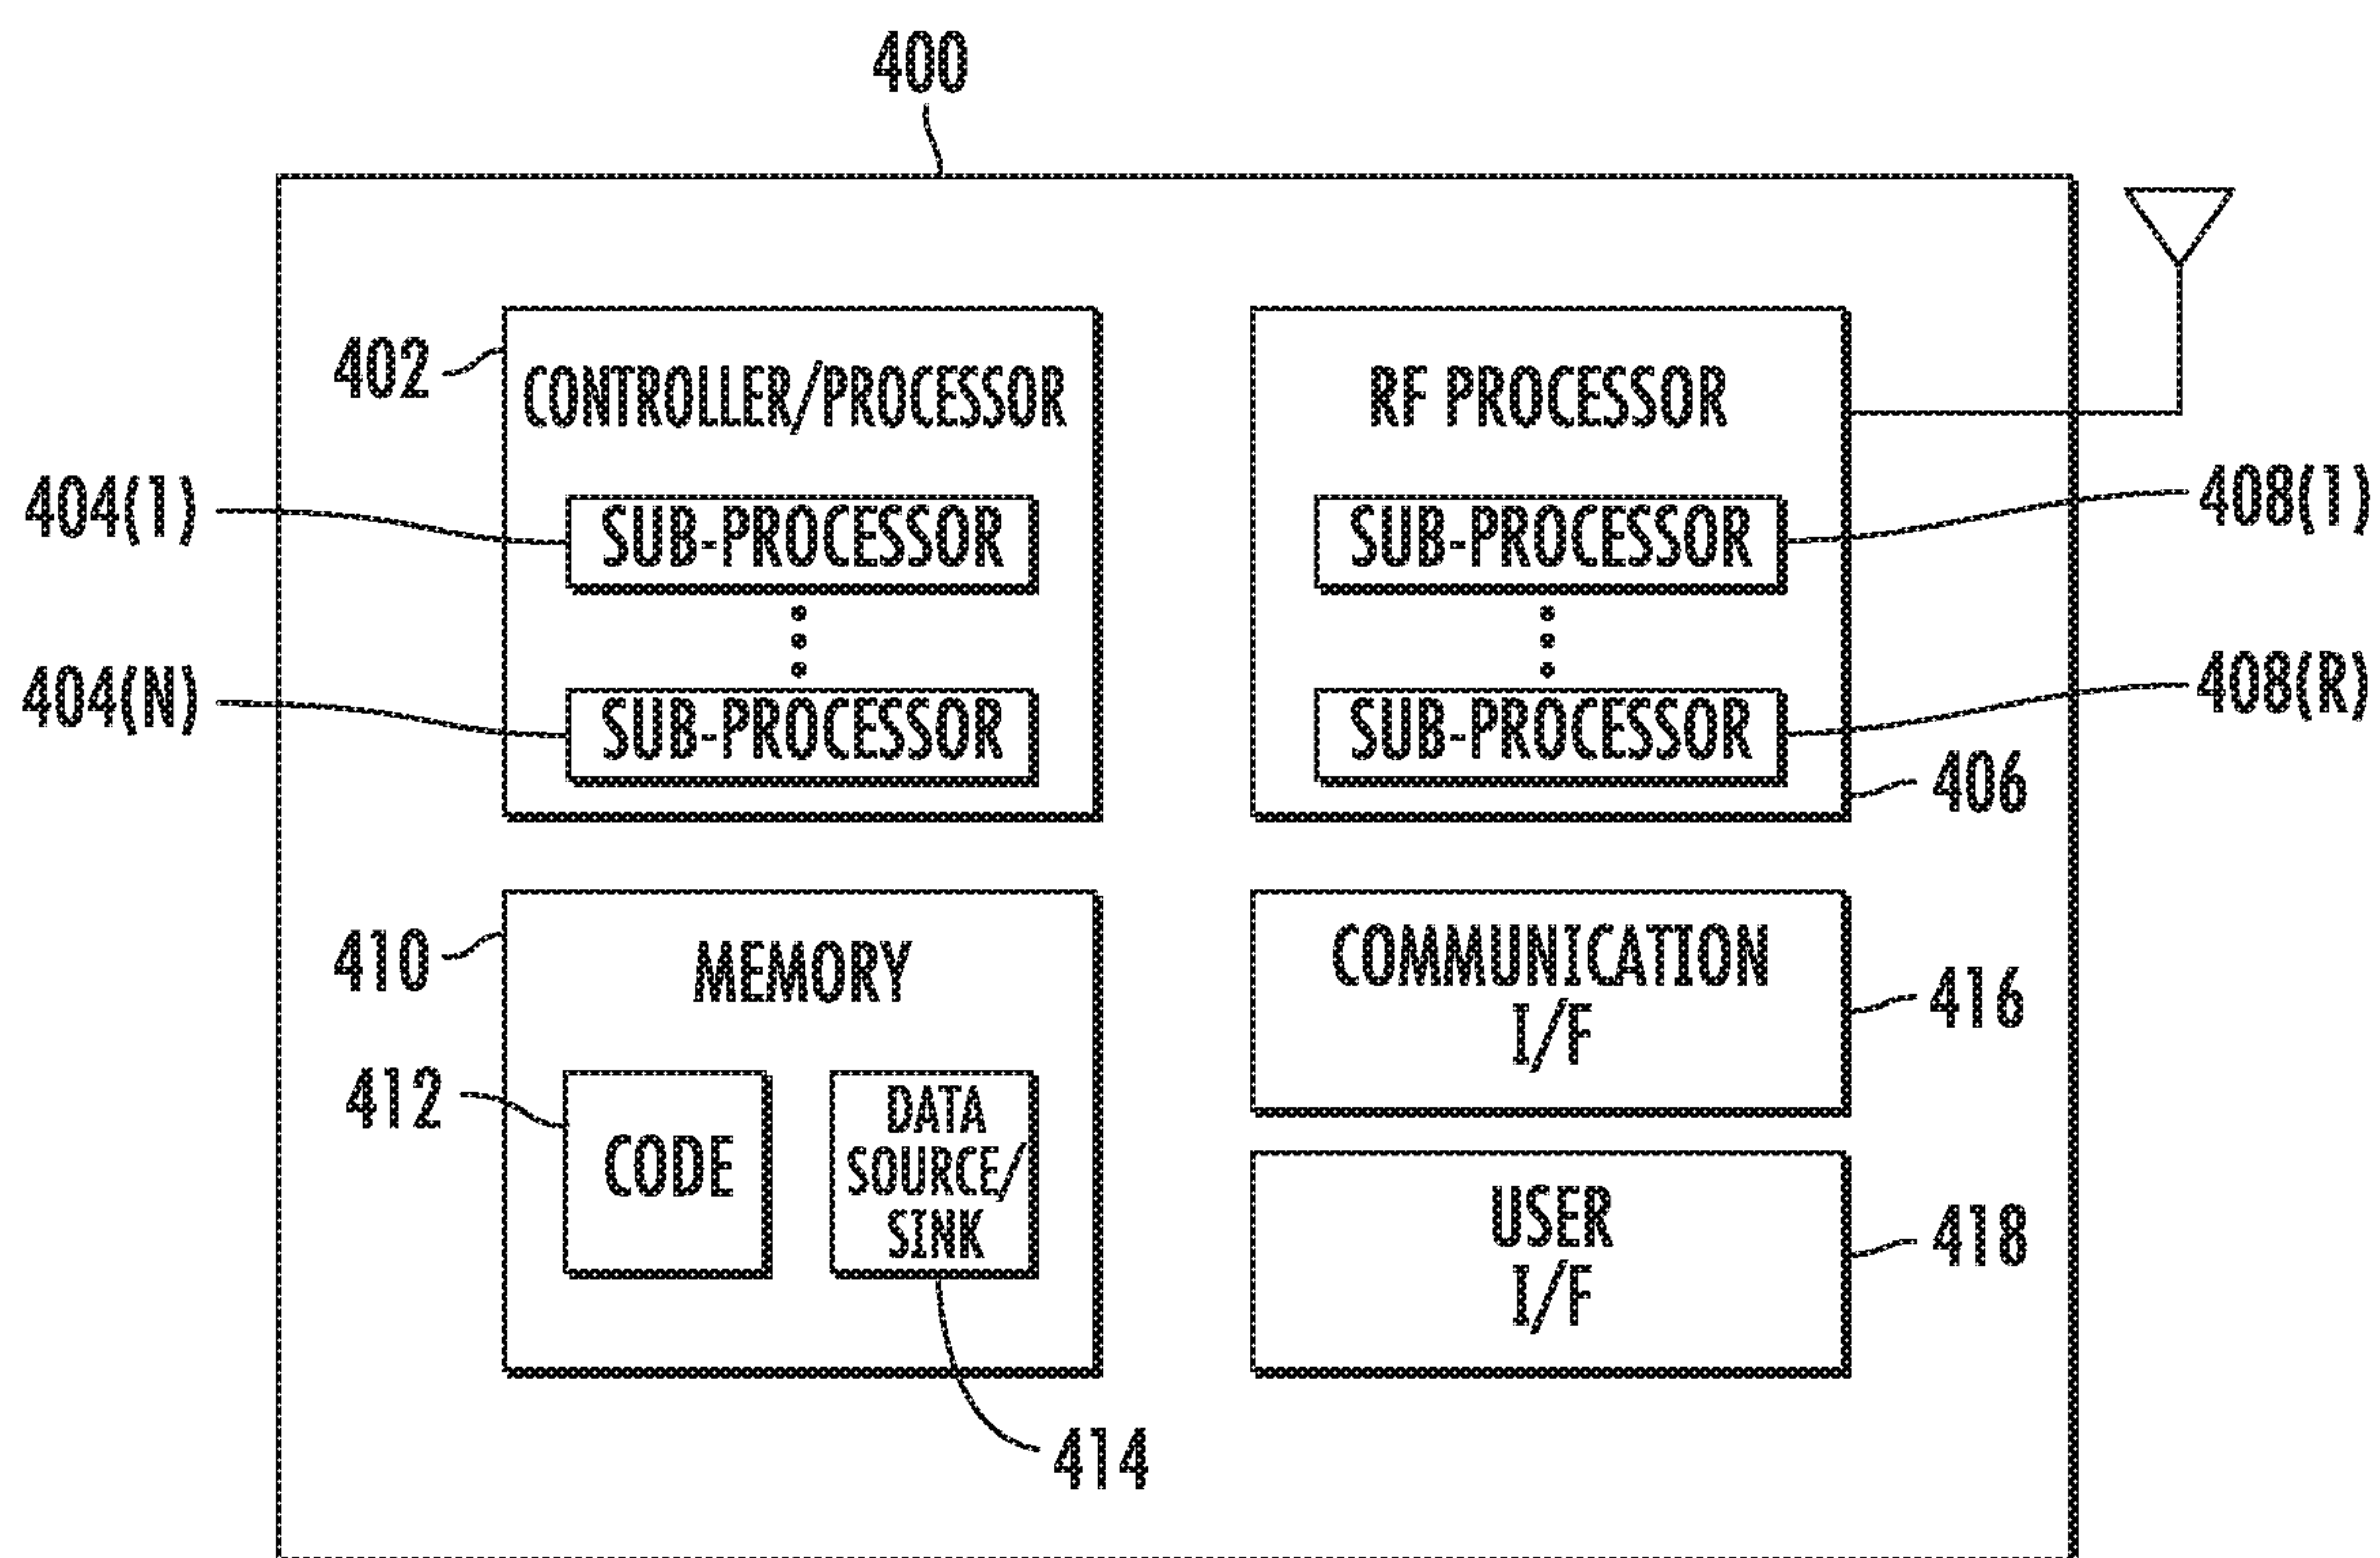 400
402
CONTROLLER/PROCESSOR
RF PROCESSOR
404(1)
SUB-PROCESSOR
SUB-PROCESSOR
408(1)
404(N)
SUB-PROCESSOR
SUB-PROCESSOR
408(R)
406
410
MEMORY
COMMUNICATION
I/F
416
412
CODE
DATA
SOURCE/
SINK
USER
I/F
418
414